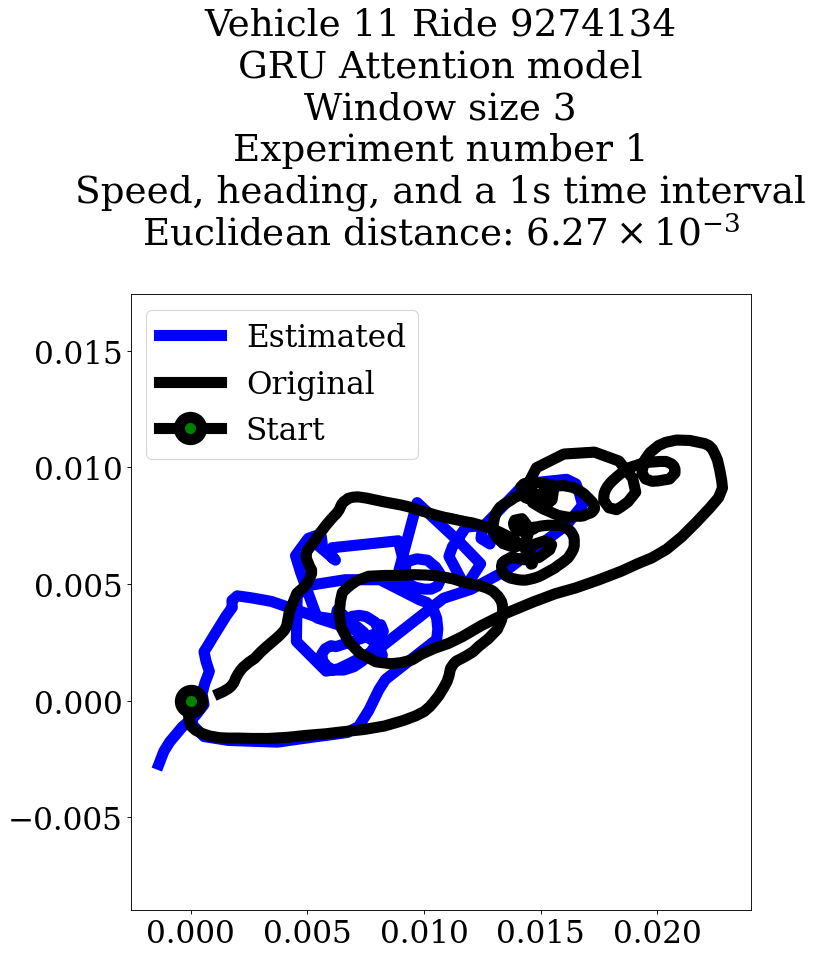 Vehicle 11 Ride 9274134
GRU Attention model
Window size 3
Experiment number 1
Speed, heading, and a 1s time interval
Euclidean distance: 6.27 × 10⁻³
Estimated
Original
Start
0.015
0.010
0.005
0.000
−0.005
0.000 0.005 0.010 0.015 0.020